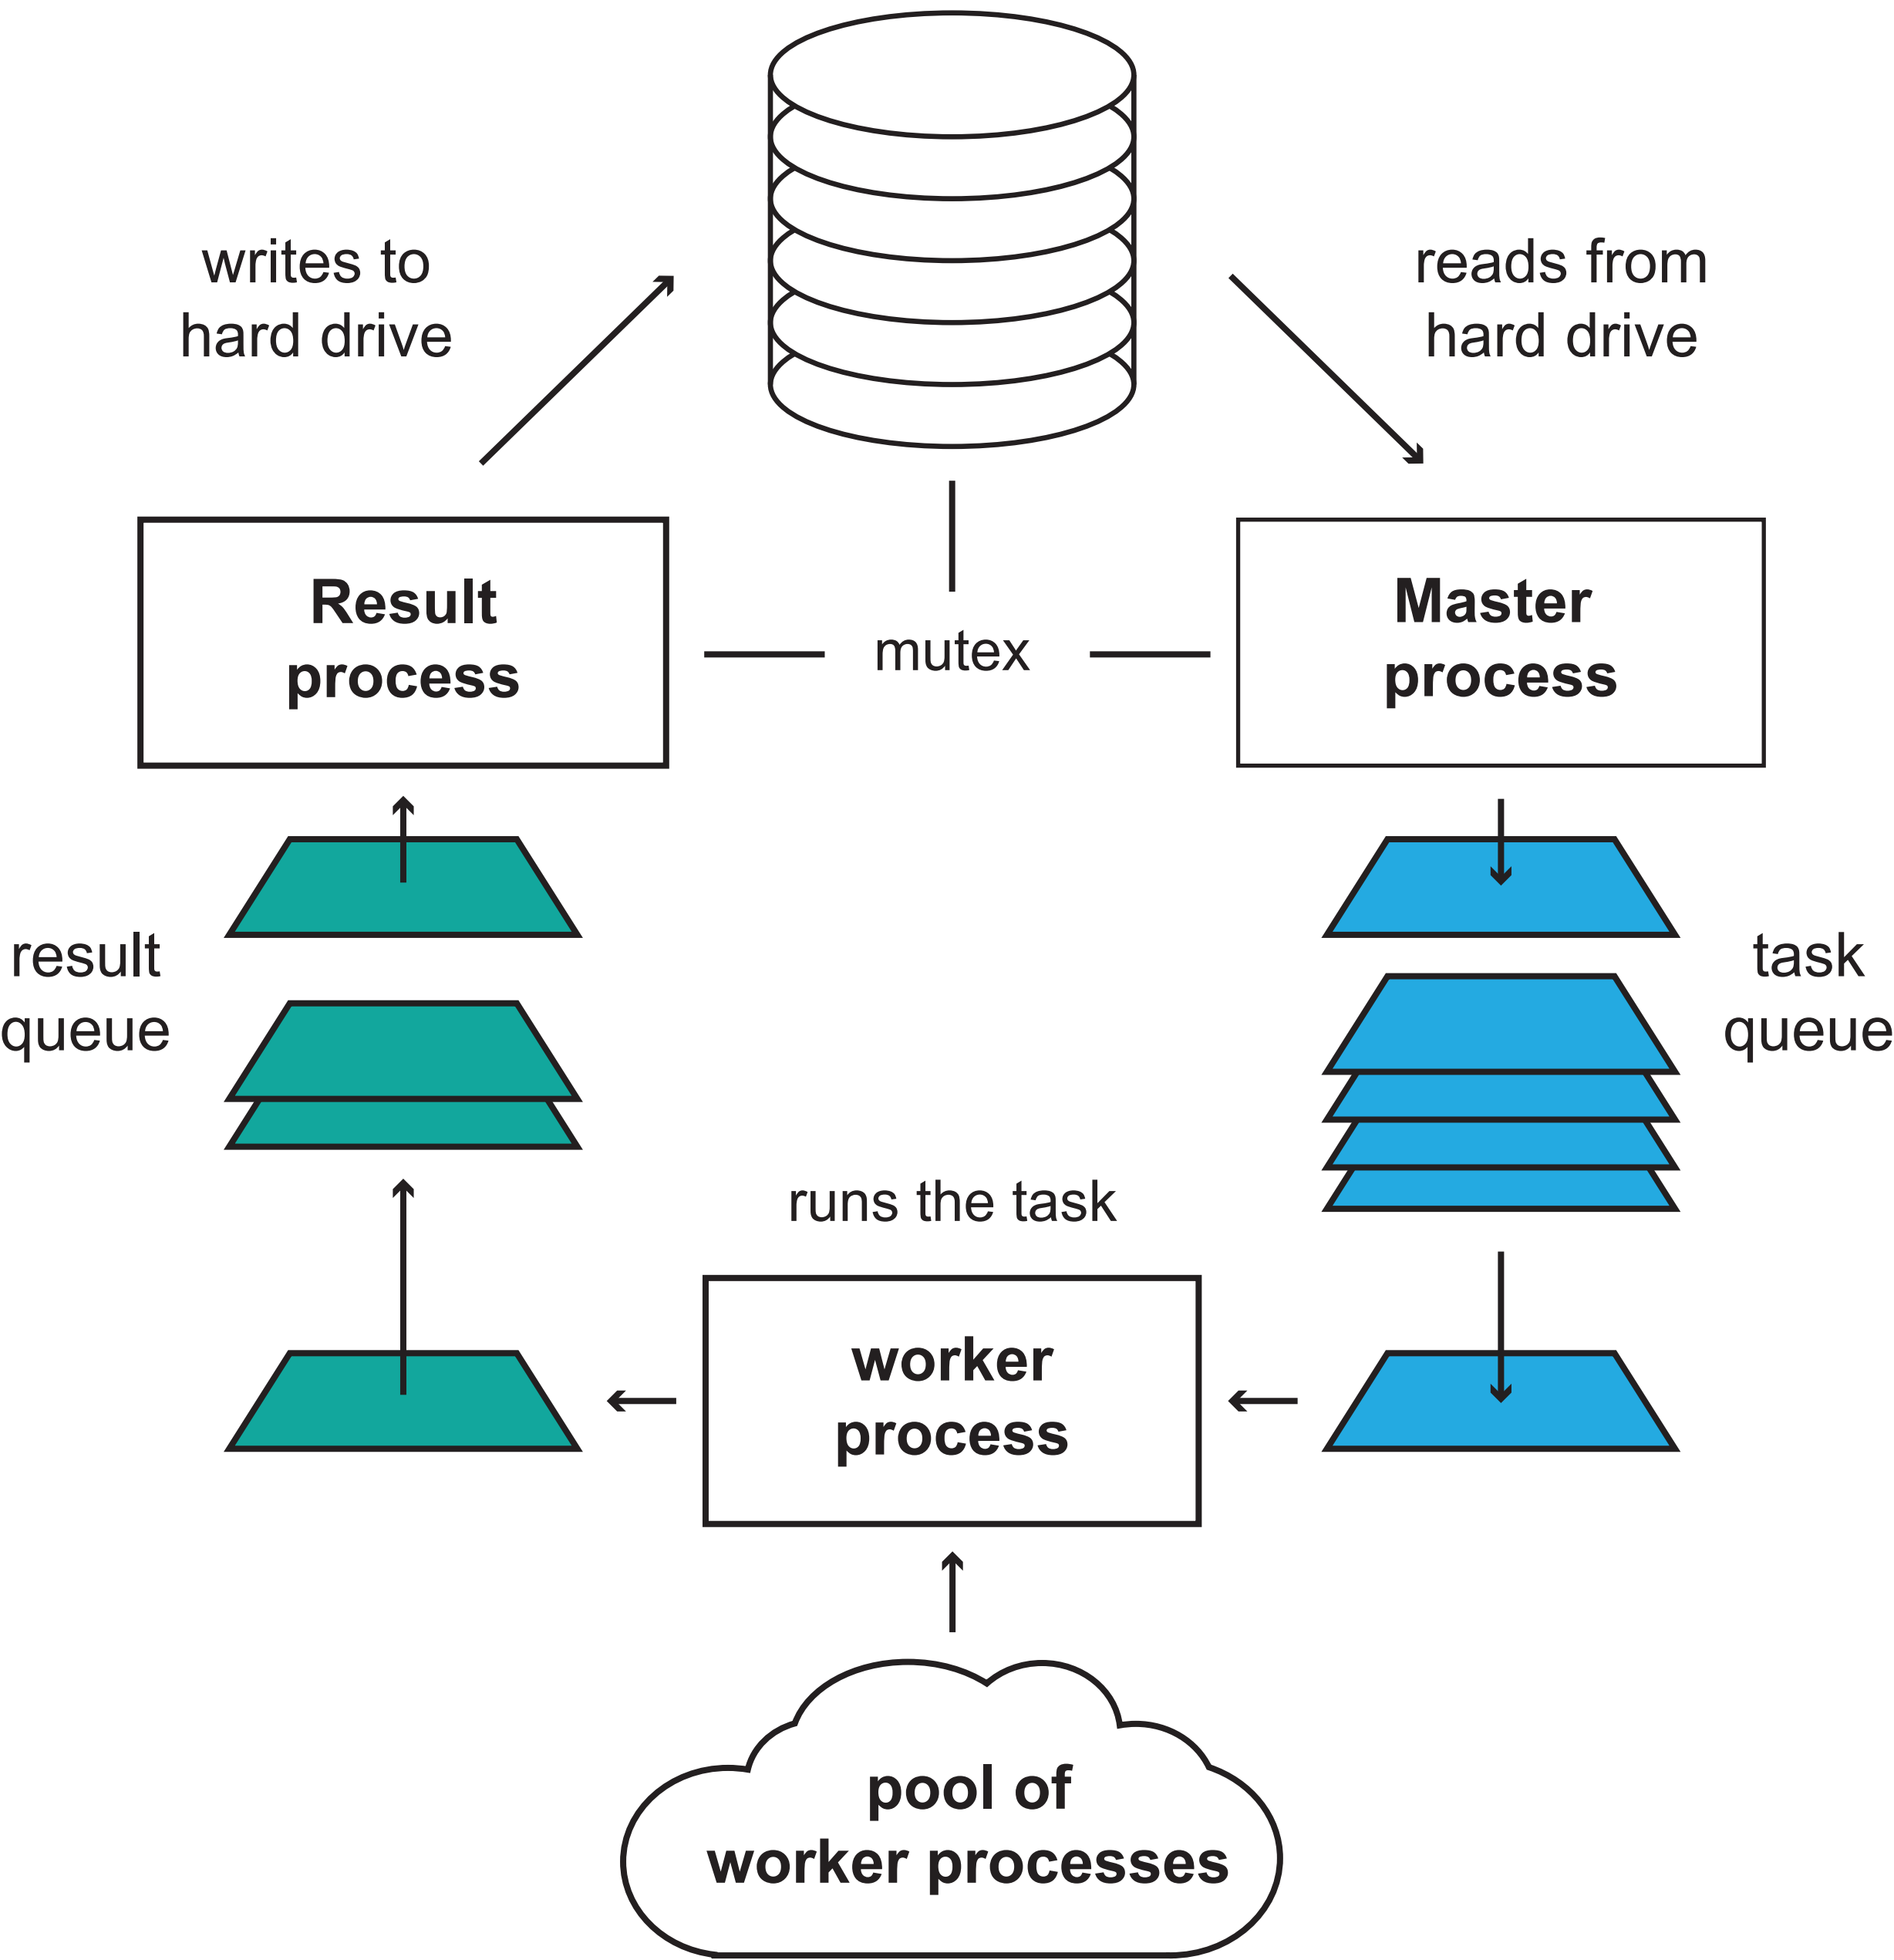 writes to
hard drive
reads from
hard drive
Result
process
mutex
Master
process
result
queue
task
queue
runs the task
worker
process
pool of
worker processes